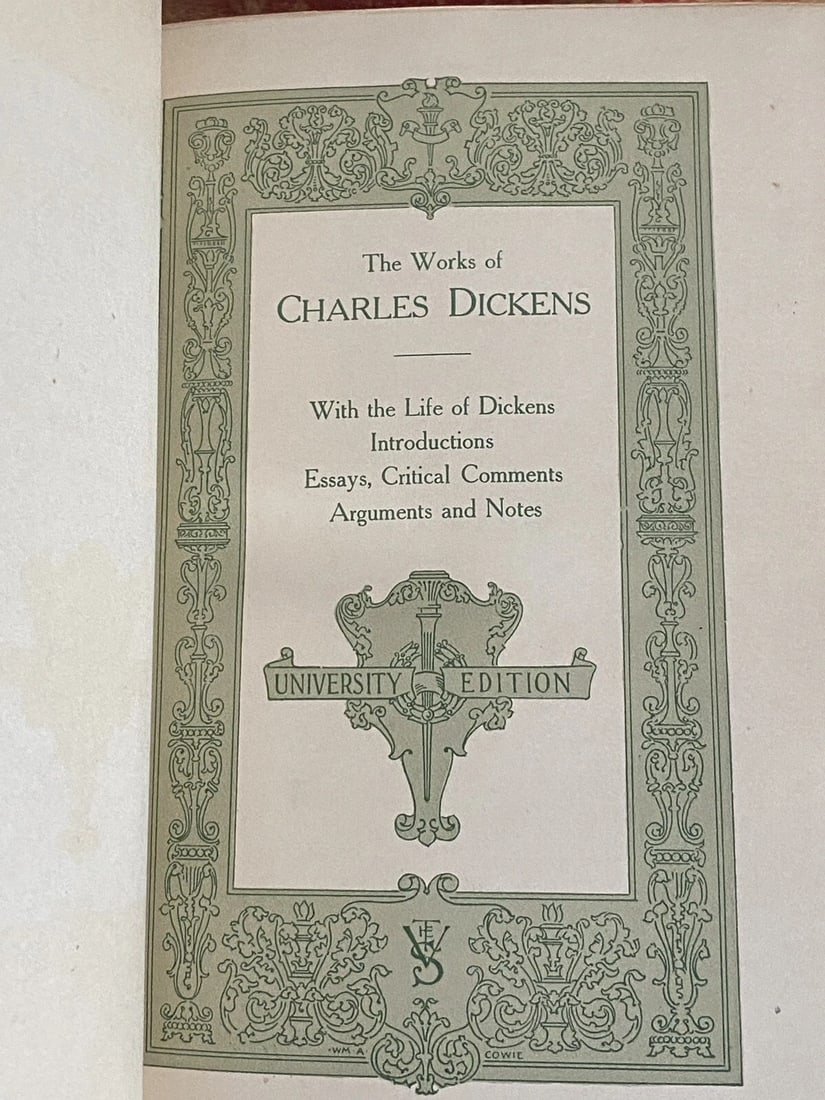 The Works of
CHARLES DICKENS
With the Life of Dickens
Introductions
Essays, Critical Comments
Arguments and Notes
UNIVERSITY EDITION
WM A COWIE